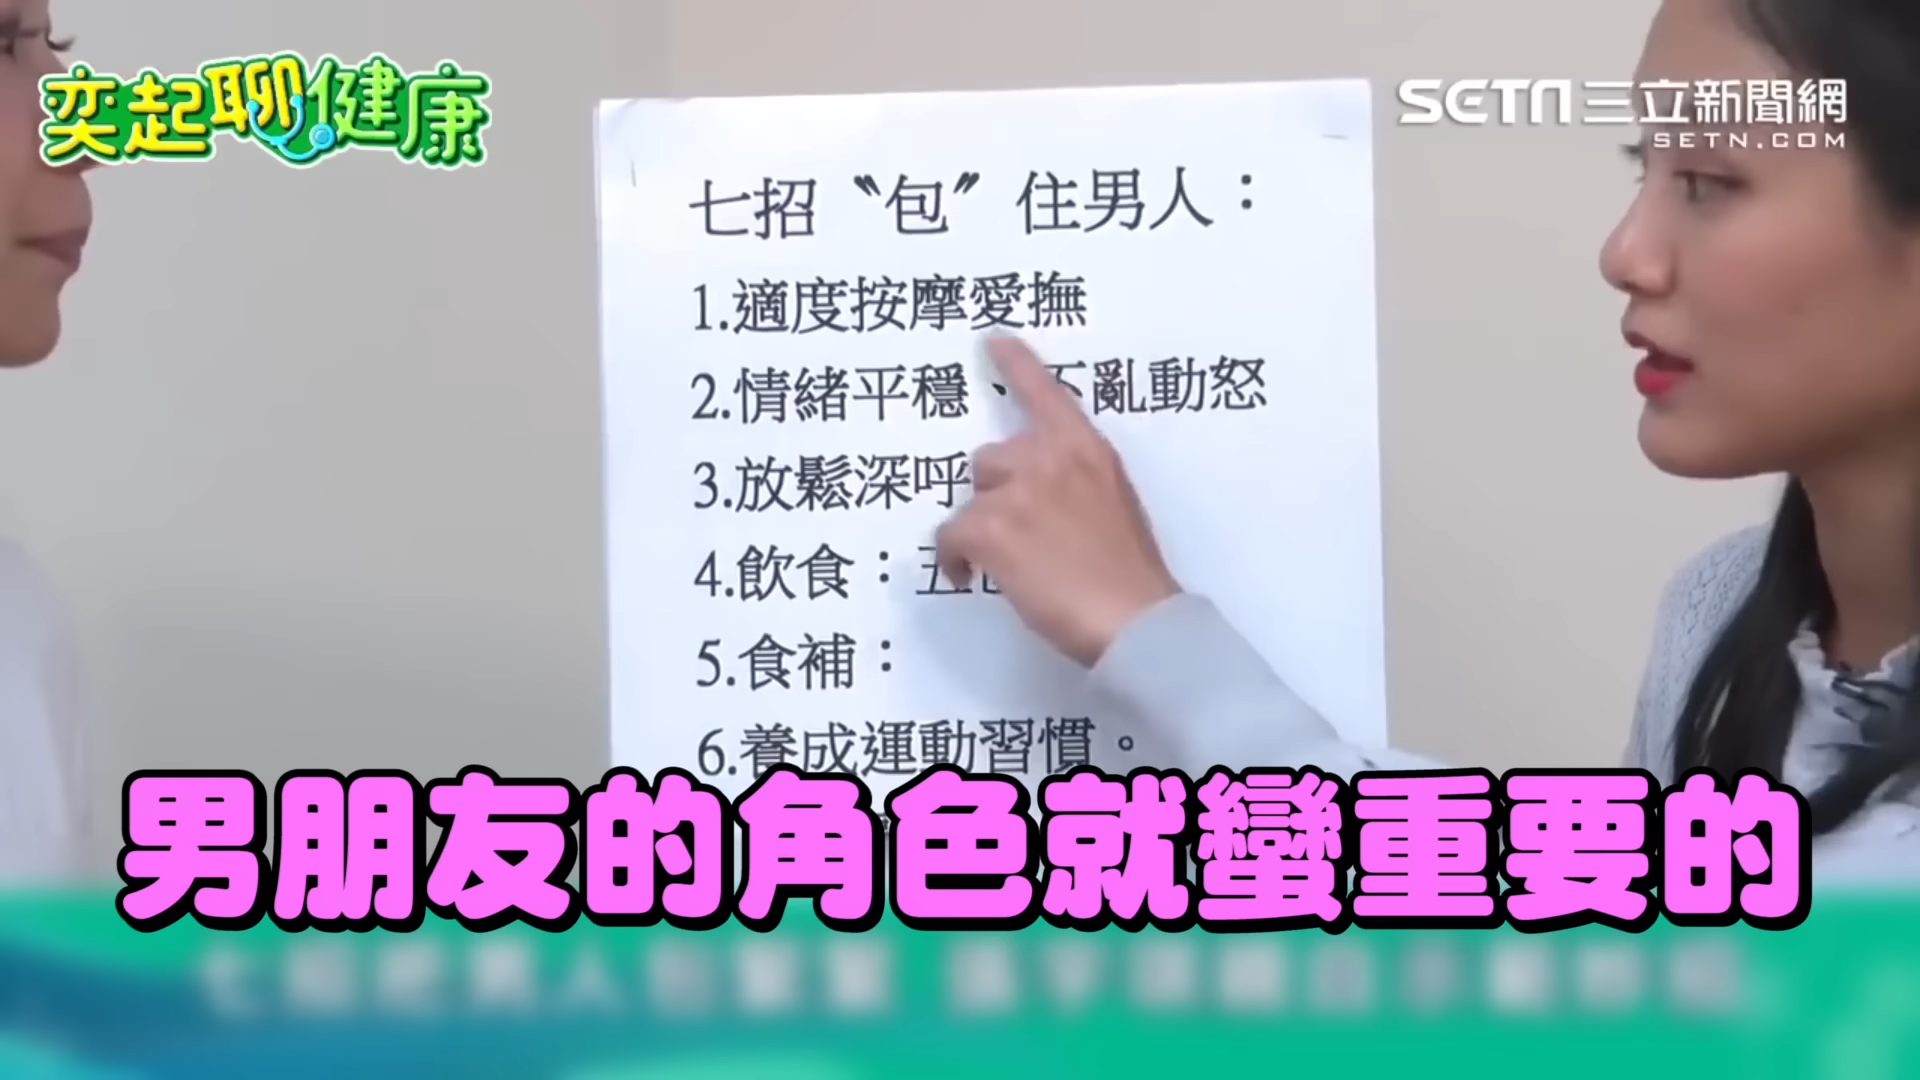 奕起聊健康
SETN三立新聞網
SETN.COM
七招〝包〞住男人：
1.適度按摩愛撫
2.情緒平穩、不亂動怒
3.放鬆深呼
4.飲食：五
5.食補：
6.養成運動習慣。
男朋友的角色就蠻重要的